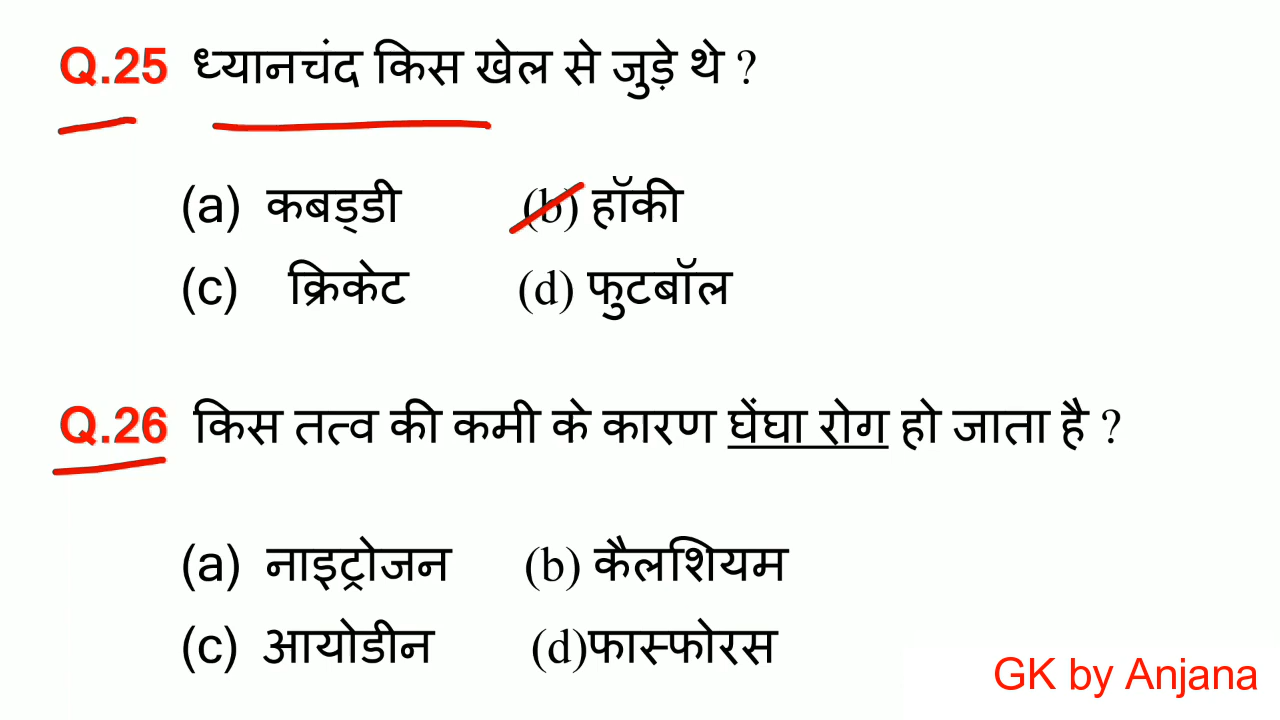 Q.25 ध्यानचंद किस खेल से जुड़े थे ?
(a) कबड्डी (b) हॉकी
(c) क्रिकेट (d) फुटबॉल
Q.26 किस तत्व की कमी के कारण घेंघा रोग हो जाता है ?
(a) नाइट्रोजन (b) कैलशियम
(c) आयोडीन (d)फास्फोरस
GK by Anjana